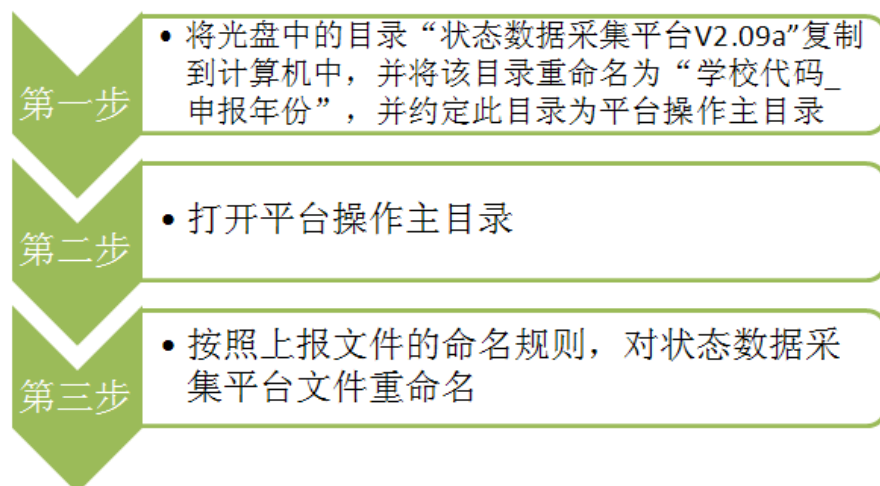 第一步
• 将光盘中的目录“状态数据采集平台V2.09a”复制
到计算机中，并将该目录重命名为“学校代码_
申报年份”，并约定此目录为平台操作主目录
第二步
• 打开平台操作主目录
第三步
• 按照上报文件的命名规则，对状态数据采
集平台文件重命名